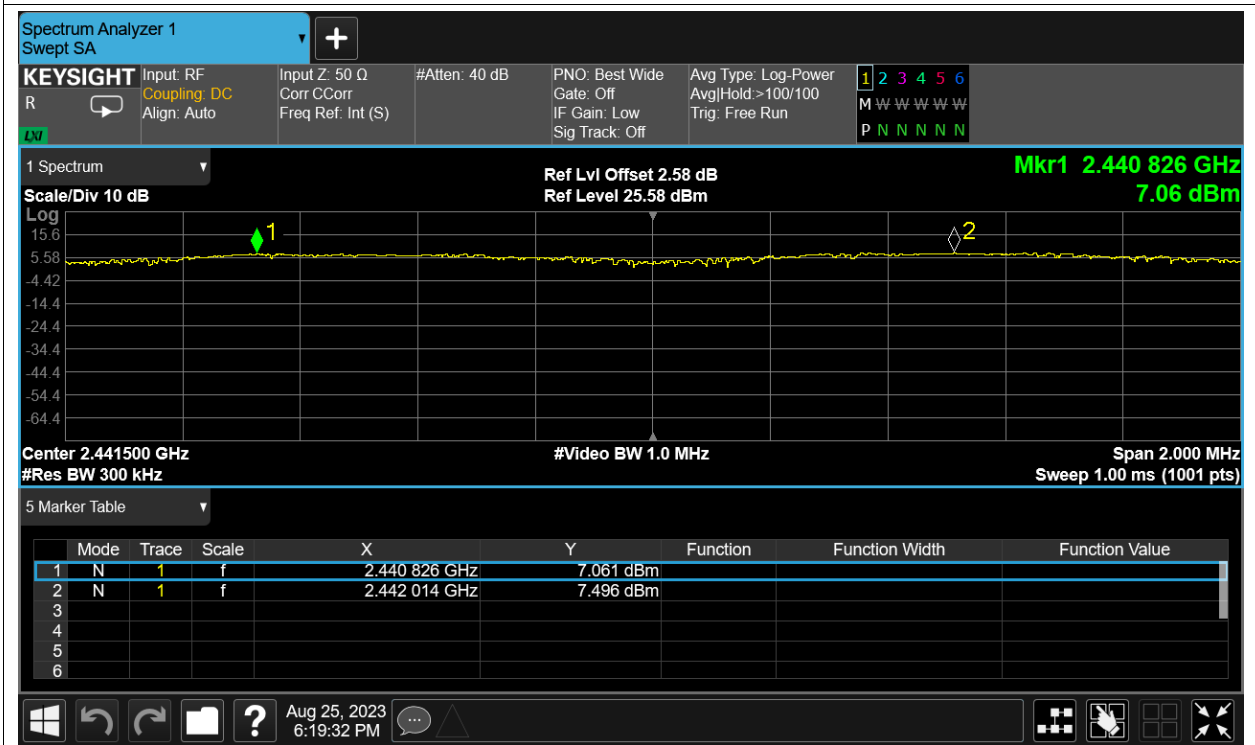 Spectrum Analyzer 1
Swept SA
KEYSIGHT
R
LXI
Input: RF
Coupling: DC
Align: Auto
Input Z: 50 Ω
Corr CCorr
Freq Ref: Int (S)
#Atten: 40 dB
PNO: Best Wide
Gate: Off
IF Gain: Low
Sig Track: Off
Avg Type: Log-Power
Avg|Hold:>100/100
Trig: Free Run
1 2 3 4 5 6
M W W W W W
P N N N N N
1 Spectrum
Scale/Div 10 dB
Ref Lvl Offset 2.58 dB
Ref Level 25.58 dBm
Mkr1 2.440 826 GHz
7.06 dBm
Log
15.6
5.58
-4.42
-14.4
-24.4
-34.4
-44.4
-54.4
-64.4
1
2
Center 2.441500 GHz
#Video BW 1.0 MHz
Span 2.000 MHz
#Res BW 300 kHz
Sweep 1.00 ms (1001 pts)
5 Marker Table
Mode Trace Scale X Y Function Function Width Function Value
1 N 1 f 2.440 826 GHz 7.061 dBm
2 N 1 f 2.442 014 GHz 7.496 dBm
3
4
5
6
?
Aug 25, 2023
6:19:32 PM